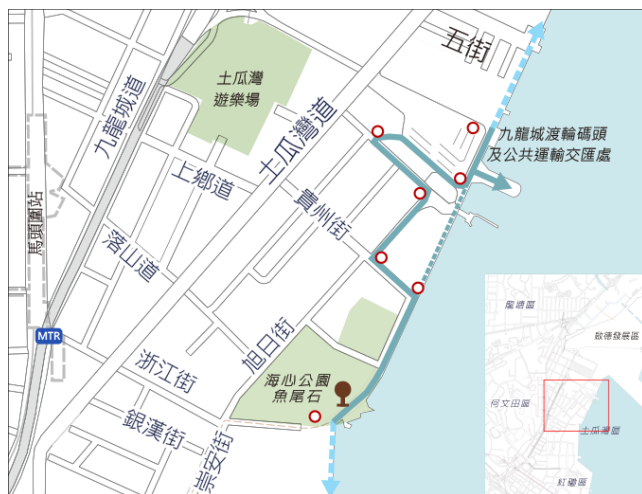 五街
土瓜灣
遊樂場
九龍城道
土瓜灣道
九龍城渡輪碼頭
及公共運輸交匯處
上鄉道
貴州街
馬頭圍站
落山道
MTR
旭日街
浙江街
海心公園
魚尾石
銀漢街
崇安街
龍塘區
啟德發展區
何文田區
土瓜灣區
紅磡區